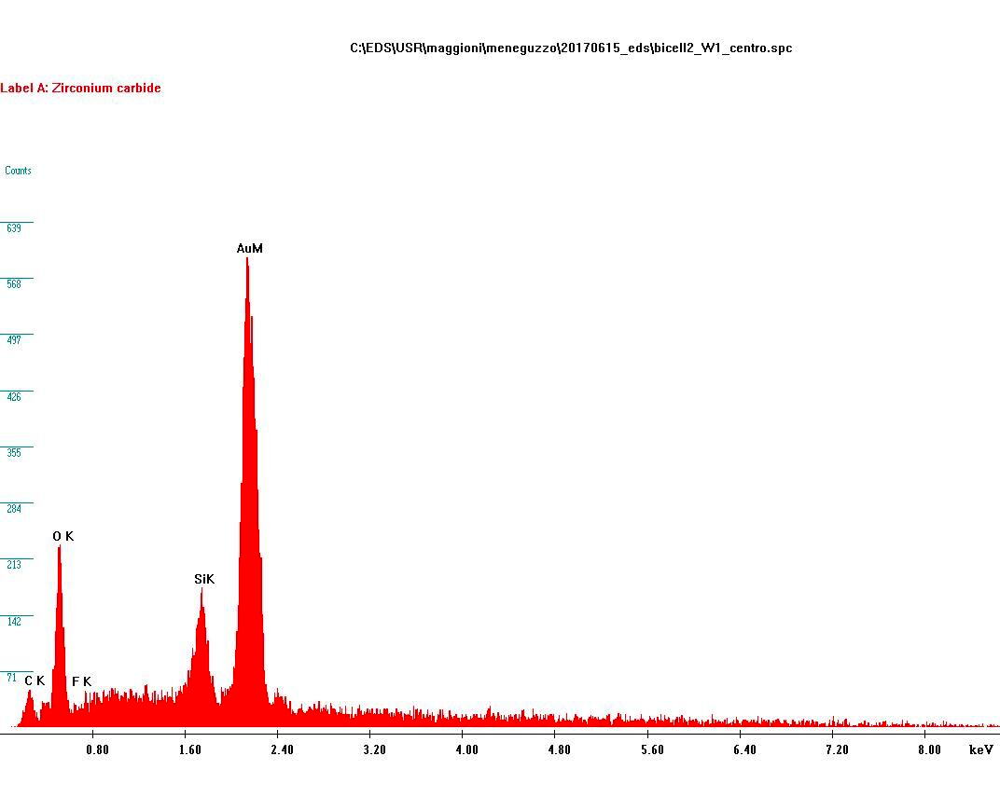 C:\EDS\USR\maggioni\meneguzzo\20170615_eds\bicell2_W1_centro.spc
Label A: Zirconium carbide
Counts
639
AuM
568
497
426
355
284
O K
213
SiK
142
71
C K
F K
0.80 1.60 2.40 3.20 4.00 4.80 5.60 6.40 7.20 8.00 keV